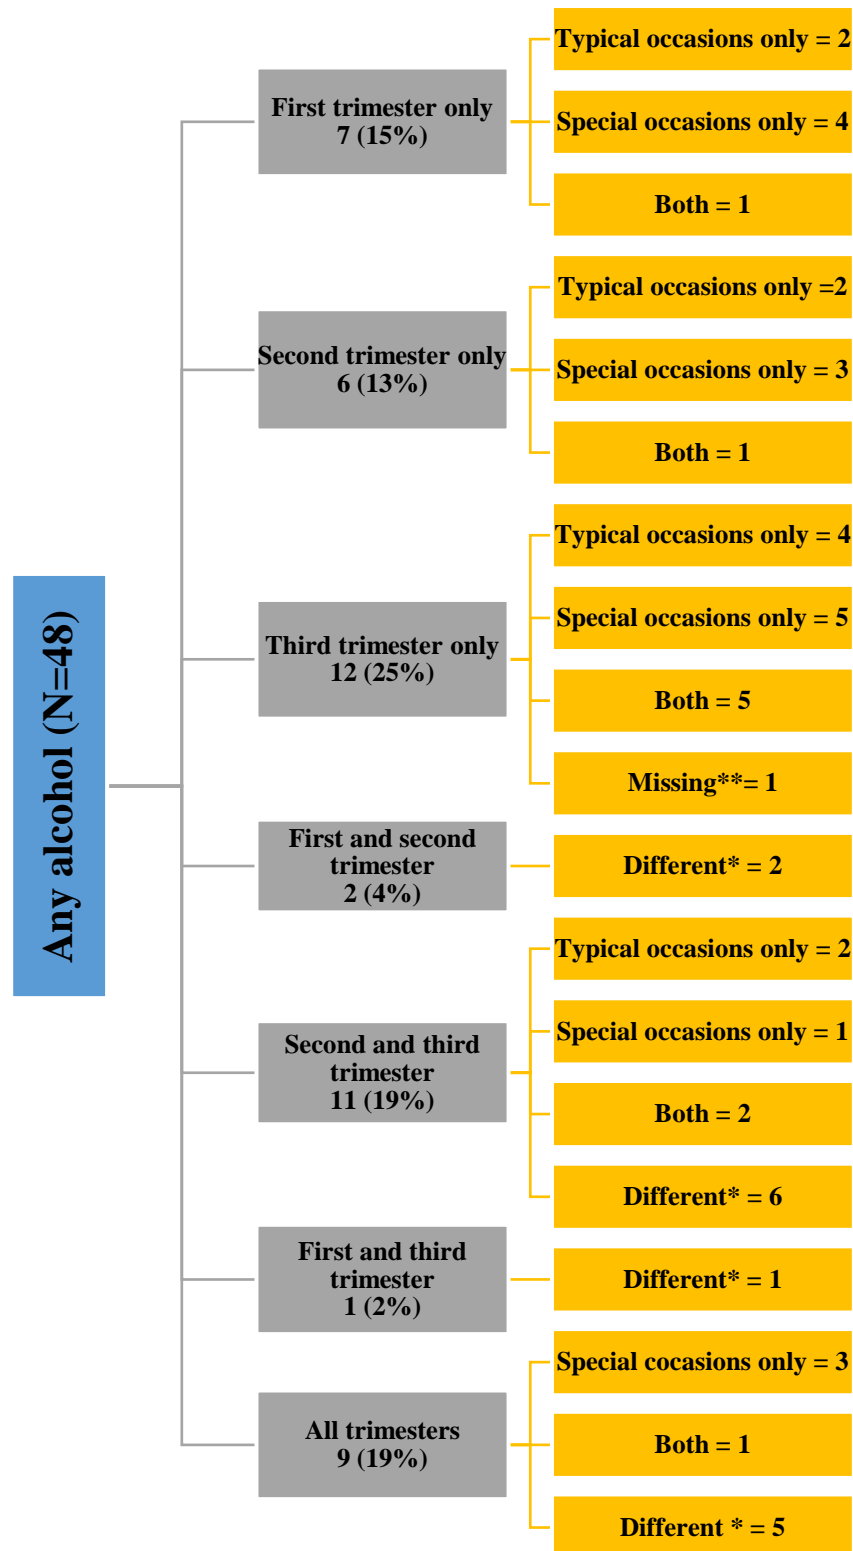 Any alcohol (N=48)
First trimester only
7 (15%)
Typical occasions only = 2
Special occasions only = 4
Both = 1
Second trimester only
6 (13%)
Typical occasions only =2
Special occasions only = 3
Both = 1
Third trimester only
12 (25%)
Typical occasions only = 4
Special occasions only = 5
Both = 5
Missing**= 1
First and second
trimester
2 (4%)
Different* = 2
Second and third
trimester
11 (19%)
Typical occasions only = 2
Special occasions only = 1
Both = 2
Different* = 6
First and third
trimester
1 (2%)
Different* = 1
All trimesters
9 (19%)
Special cocasions only = 3
Both = 1
Different * = 5